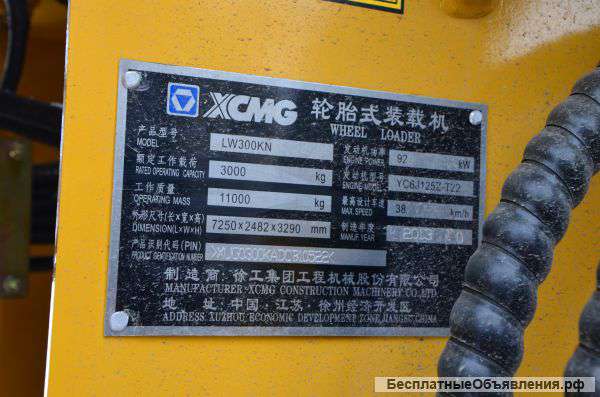 XCMG 轮胎式装载机
WHEEL LOADER
产品型号 MODEL LW300KN
发动机功率 ENGINE POWER 92 kW
额定工作载荷 RATED OPERATING CAPACITY 3000 kg
发动机型号 ENGINE MODEL YC6J125Z-T22
工作质量 OPERATING MASS 11000 kg
最高设计车速 MAX. SPEED 38 km/h
外形尺寸(长×宽×高) DIMENSION(L×W×H) 7250×2482×3290 mm
制造年度 MANUF YEAR
产品识别代码(PIN) PRODUCT IDENTIFICATION NUMBER
制造商:徐工集团工程机械股份有限公司
MANUFACTURER:XCMG CONSTRUCTION MACHINERY CO.,LTD.
地址:中国·江苏·徐州经济开发区
ADDRESS XUZHOU ECONOMIC DEVELOPMENT ZONE JIANGSU CHINA
БесплатныеОбъявления.рф